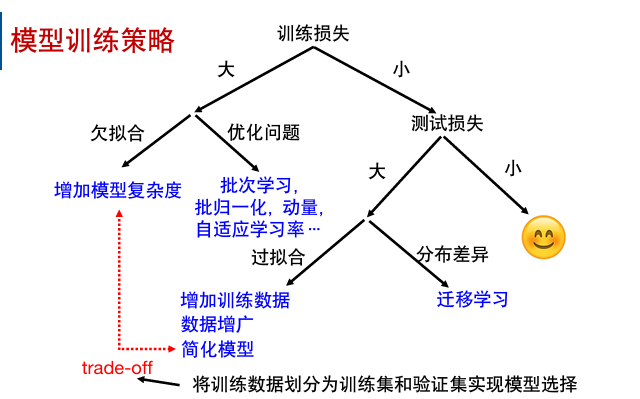 模型训练策略
训练损失
大
小
欠拟合
优化问题
测试损失
增加模型复杂度
批次学习,
批归一化, 动量,
自适应学习率…
大
小
过拟合
分布差异
增加训练数据
数据增广
简化模型
迁移学习
trade-off
将训练数据划分为训练集和验证集实现模型选择